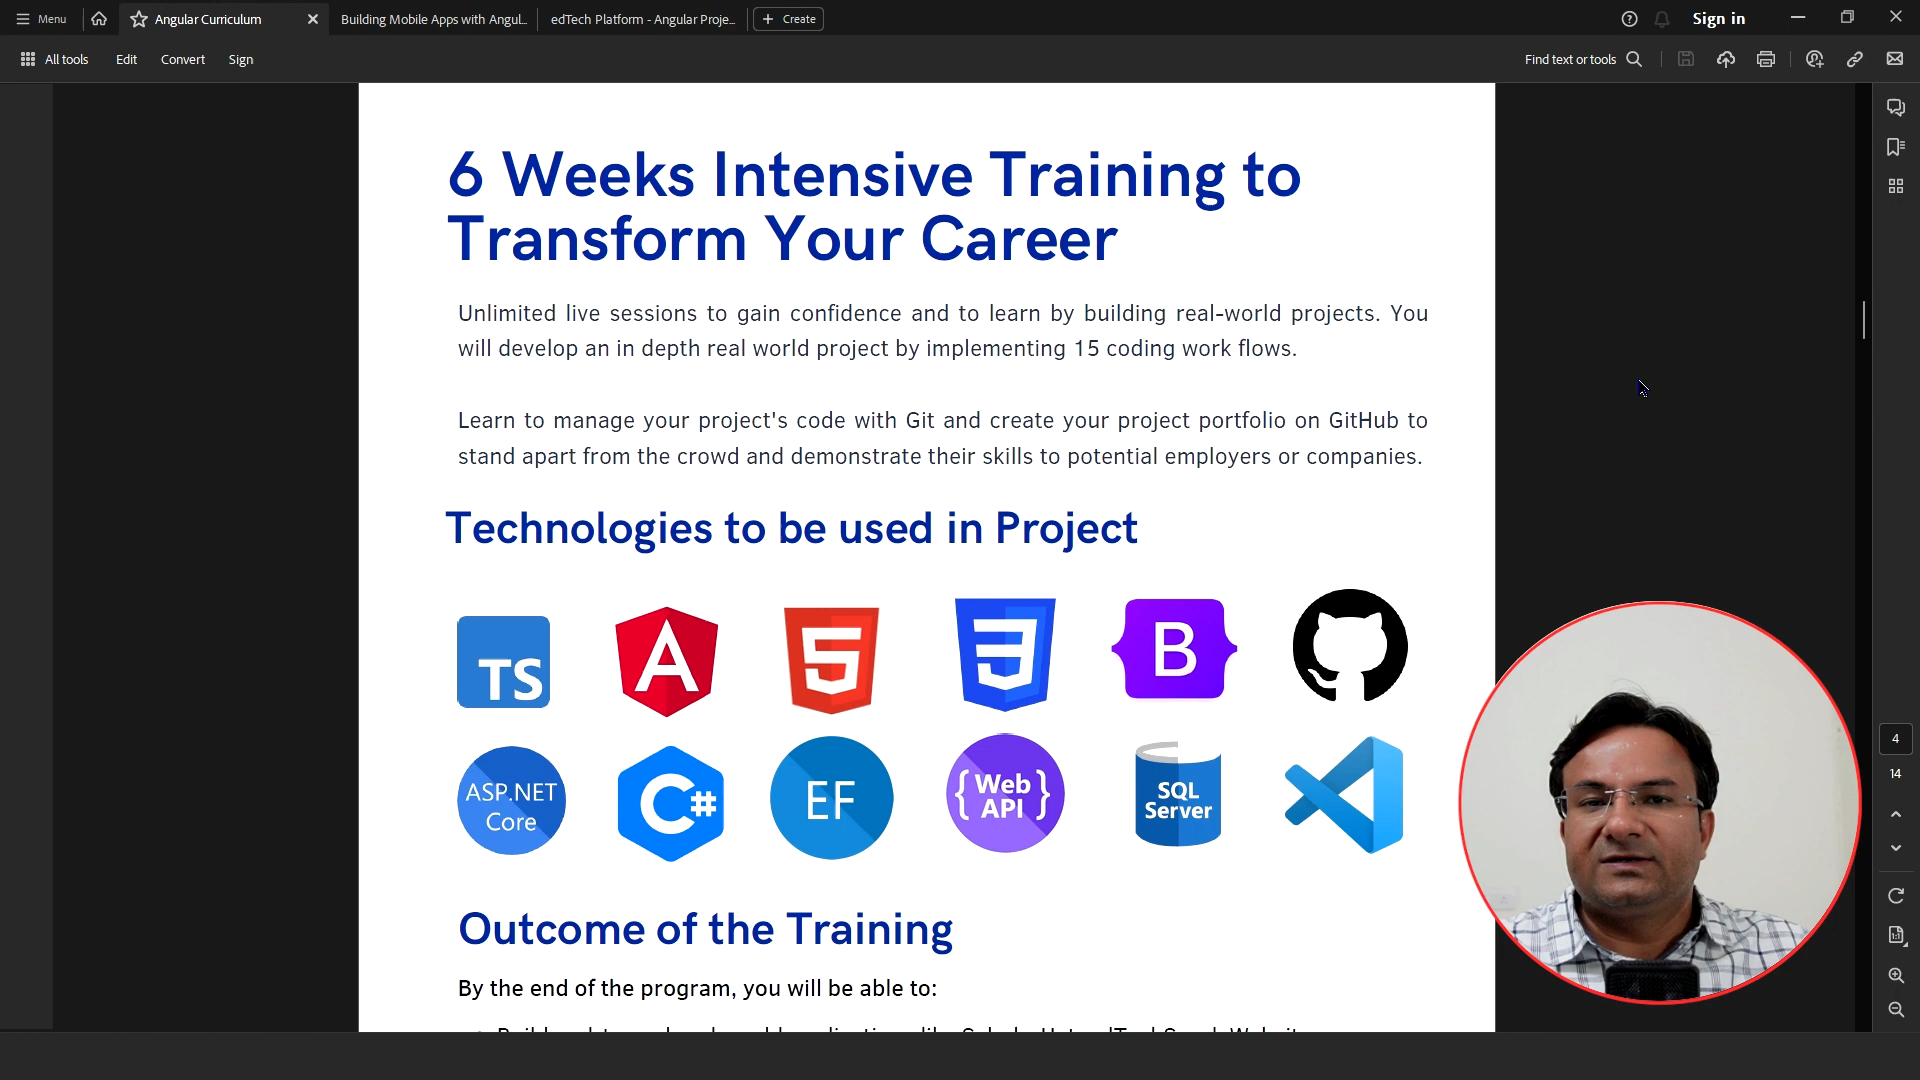 Menu
Angular Curriculum
Building Mobile Apps with Angul...
edTech Platform - Angular Proje...
Create
Sign in
All tools
Edit
Convert
Sign
Find text or tools
6 Weeks Intensive Training to
Transform Your Career
Unlimited live sessions to gain confidence and to learn by building real-world projects. You
will develop an in depth real world project by implementing 15 coding work flows.
Learn to manage your project's code with Git and create your project portfolio on GitHub to
stand apart from the crowd and demonstrate their skills to potential employers or companies.
Technologies to be used in Project
TS
A
5
3
B
ASP.NET
Core
C#
EF
{ Web
API }
SQL
Server
4
14
1:1
Outcome of the Training
By the end of the program, you will be able to: